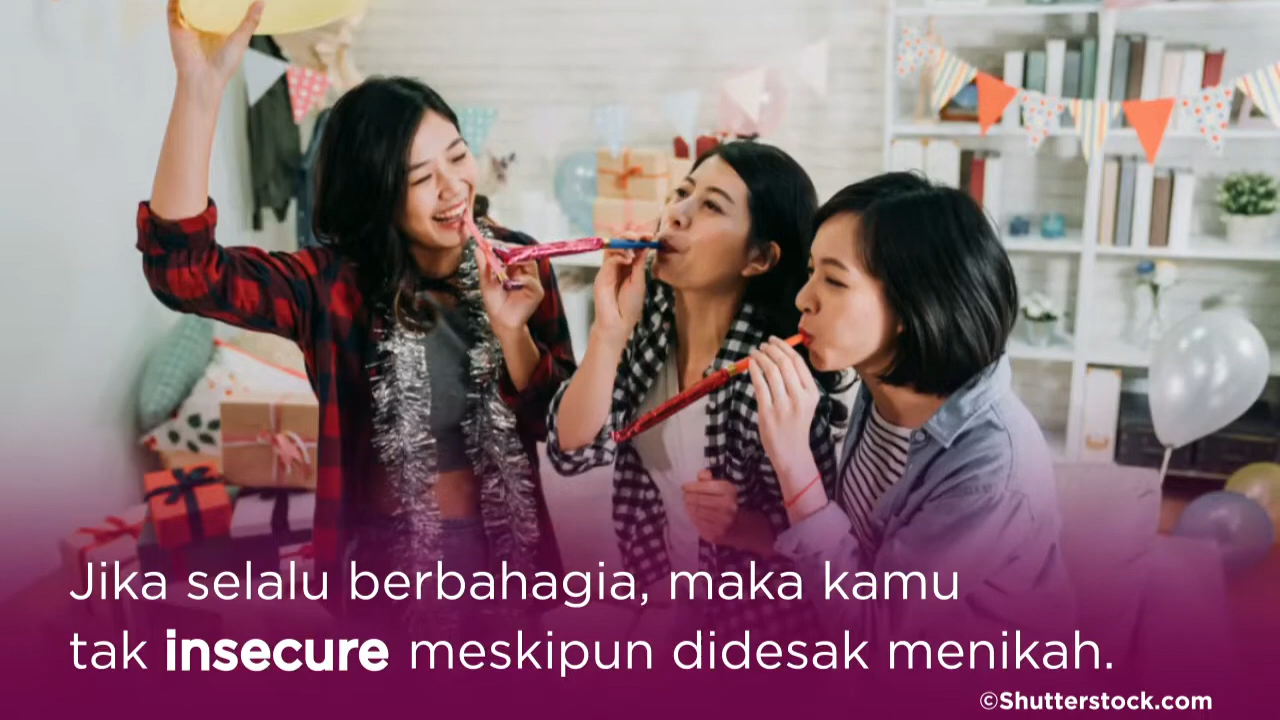 Jika selalu berbahagia, maka kamu
tak insecure meskipun didesak menikah.
©Shutterstock.com